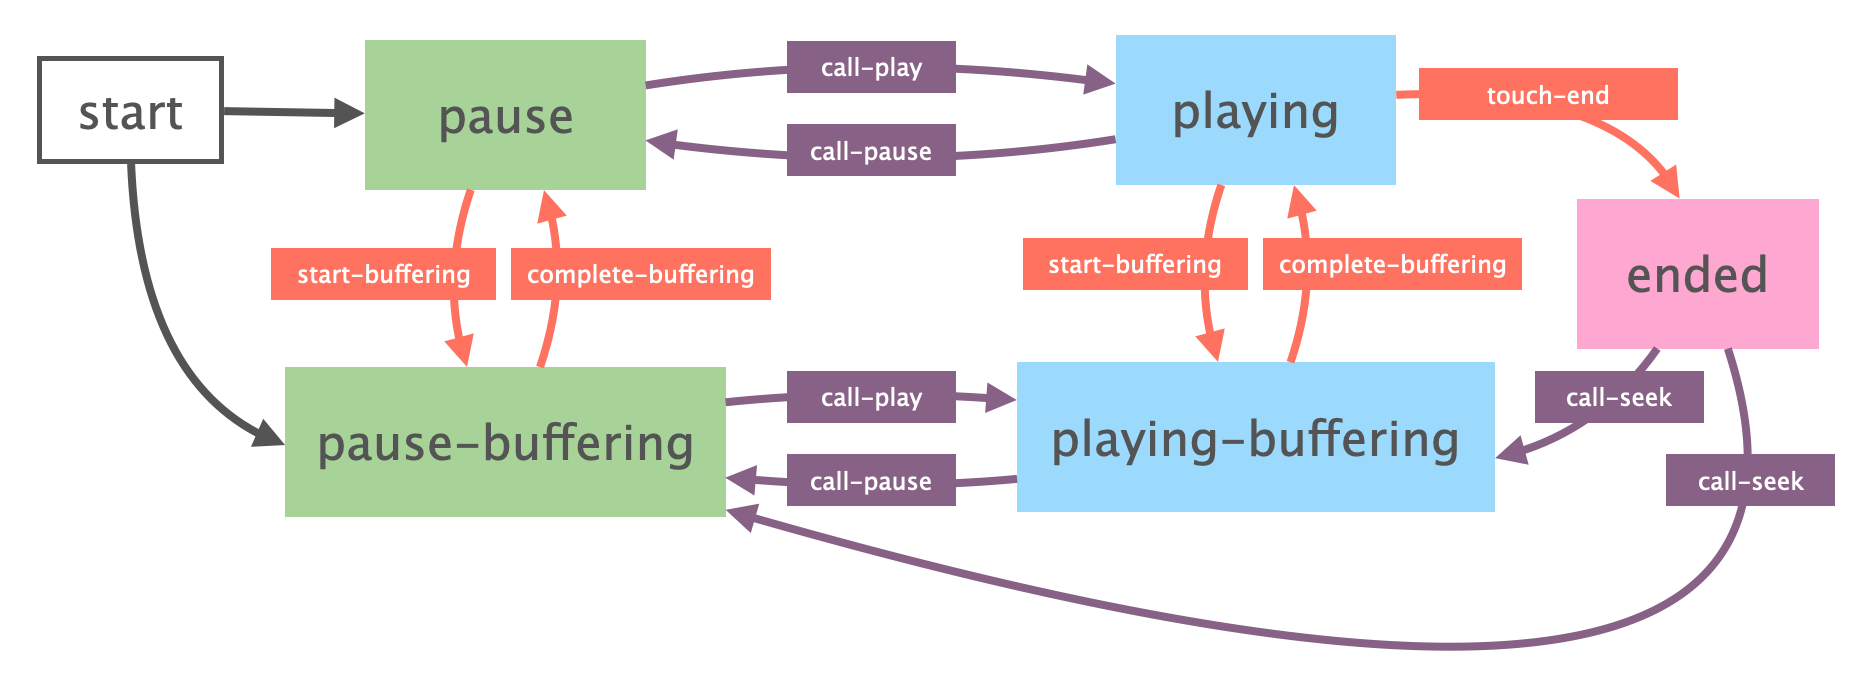 start
pause
call-play
call-pause
playing
touch-end
start-buffering
complete-buffering
start-buffering
complete-buffering
ended
pause-buffering
call-play
call-pause
playing-buffering
call-seek
call-seek